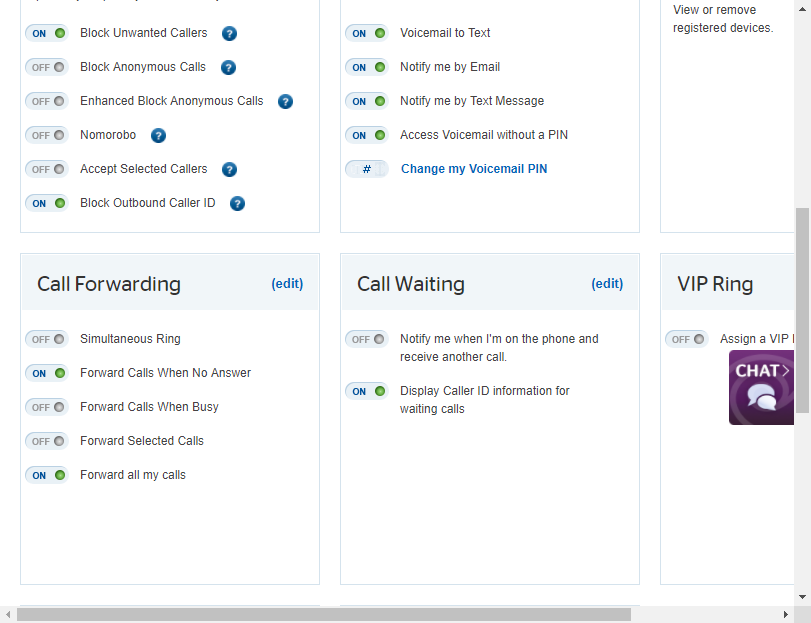 View or remove
registered devices.
ON Block Unwanted Callers ?
OFF Block Anonymous Calls ?
OFF Enhanced Block Anonymous Calls ?
OFF Nomorobo ?
OFF Accept Selected Callers ?
ON Block Outbound Caller ID ?
ON Voicemail to Text
ON Notify me by Email
ON Notify me by Text Message
ON Access Voicemail without a PIN
# Change my Voicemail PIN
Call Forwarding (edit)
OFF Simultaneous Ring
ON Forward Calls When No Answer
OFF Forward Calls When Busy
OFF Forward Selected Callers
ON Forward all my calls
Call Waiting (edit)
OFF Notify me when I'm on the phone and
receive another call.
ON Display Caller ID information for
waiting calls
VIP Ring
OFF Assign a VIP
CHAT>